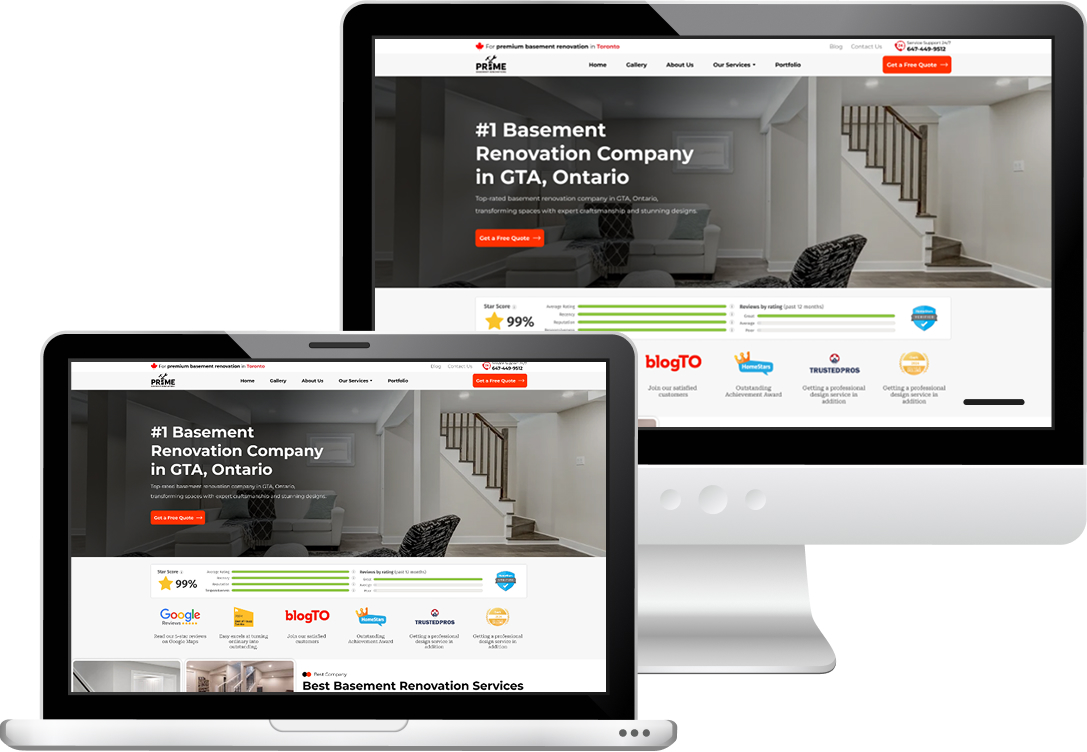 For premium basement renovation in Toronto
Blog Contact Us
Service Support 24/7
647-449-9512
PRIME
Home Gallery About Us Our Services Portfolio
Get a Free Quote →
#1 Basement
Renovation Company
in GTA, Ontario
Top-rated basement renovation company in GTA, Ontario,
transforming spaces with expert craftsmanship and stunning designs.
Get a Free Quote →
Star Score
99%
Average Rating
Recency
Reputation
Reviews by rating (past 12 months)
Great
Average
Poor
HomeStars
VERIFIED
blogTO
Join our satisfied
customers
HomeStars
Outstanding
Achievement Award
TRUSTEDPROS
Getting a professional
design service in
addition
Getting a professional
design service in
addition
For premium basement renovation in Toronto
Blog Contact Us
647-449-9512
PRIME
Home Gallery About Us Our Services Portfolio
Get a Free Quote →
#1 Basement
Renovation Company
in GTA, Ontario
Top-rated basement renovation company in GTA, Ontario,
transforming spaces with expert craftsmanship and stunning designs.
Get a Free Quote →
Star Score
99%
Average Rating
Recency
Reputation
Reviews by rating (past 12 months)
Great
Average
Poor
Google
Reviews
Read our 5-star reviews
on Google Maps
Easy excels at turning
ordinary into
outstanding
blogTO
Join our satisfied
customers
HomeStars
Outstanding
Achievement Award
TRUSTEDPROS
Getting a professional
design service in
addition
Getting a professional
design service in
addition
Best Company
Best Basement Renovation Services